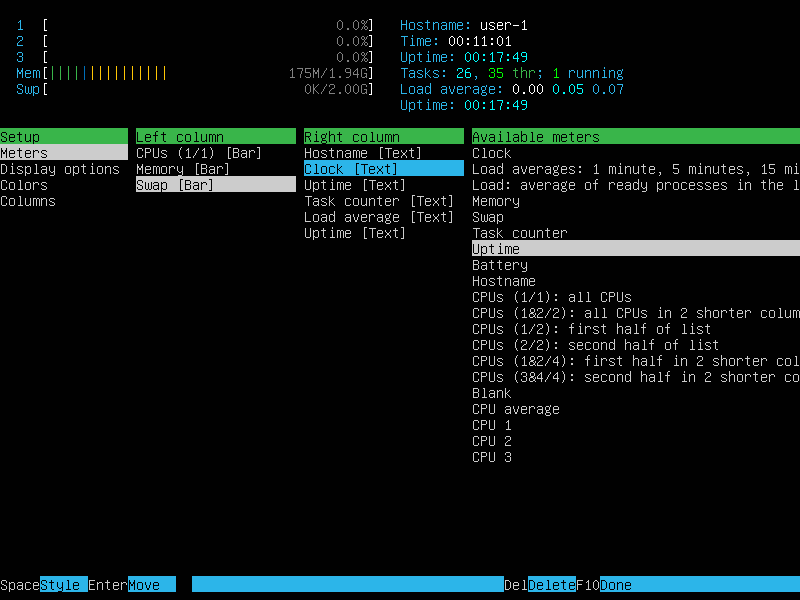 1 [ 0.0%] Hostname: user-1
2 [ 0.0%] Time: 00:11:01
3 [ 0.0%] Uptime: 00:17:49
Mem[||||||||||||||| 175M/1.94G] Tasks: 26, 35 thr; 1 running
Swp[ 0K/2.00G] Load average: 0.00 0.05 0.07
Uptime: 00:17:49
Setup Left column Right column Available meters
Meters CPUs (1/1) [Bar] Hostname [Text] Clock
Display options Memory [Bar] Clock [Text] Load averages: 1 minute, 5 minutes, 15 mi
Colors Swap [Bar] Uptime [Text] Load: average of ready processes in the l
Columns Task counter [Text] Memory
Load average [Text] Swap
Uptime [Text] Task counter
Uptime
Battery
Hostname
CPUs (1/1): all CPUs
CPUs (1&2/2): all CPUs in 2 shorter colum
CPUs (1/2): first half of list
CPUs (2/2): second half of list
CPUs (1&2/4): first half in 2 shorter col
CPUs (3&4/4): second half in 2 shorter co
Blank
CPU average
CPU 1
CPU 2
CPU 3
SpaceStyle EnterMove DelDeleteF10Done